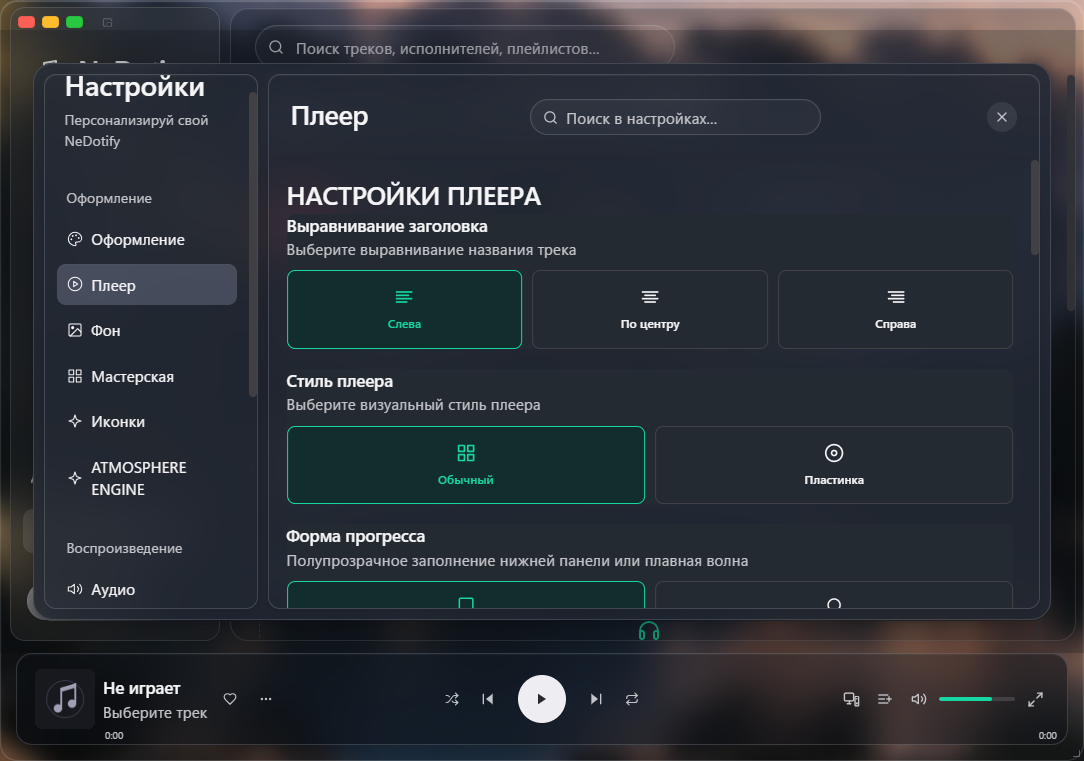 Поиск треков, исполнителей, плейлистов...
Настройки
Персонализируй свой
NeDotify
Оформление
Оформление
Плеер
Фон
Мастерская
Иконки
ATMOSPHERE
ENGINE
Воспроизведение
Аудио
Плеер
Поиск в настройках...
НАСТРОЙКИ ПЛЕЕРА
Выравнивание заголовка
Выберите выравнивание названия трека
Слева
По центру
Справа
Стиль плеера
Выберите визуальный стиль плеера
Обычный
Пластинка
Форма прогресса
Полупрозрачное заполнение нижней панели или плавная волна
Не играет
Выберите трек
0:00
0:00